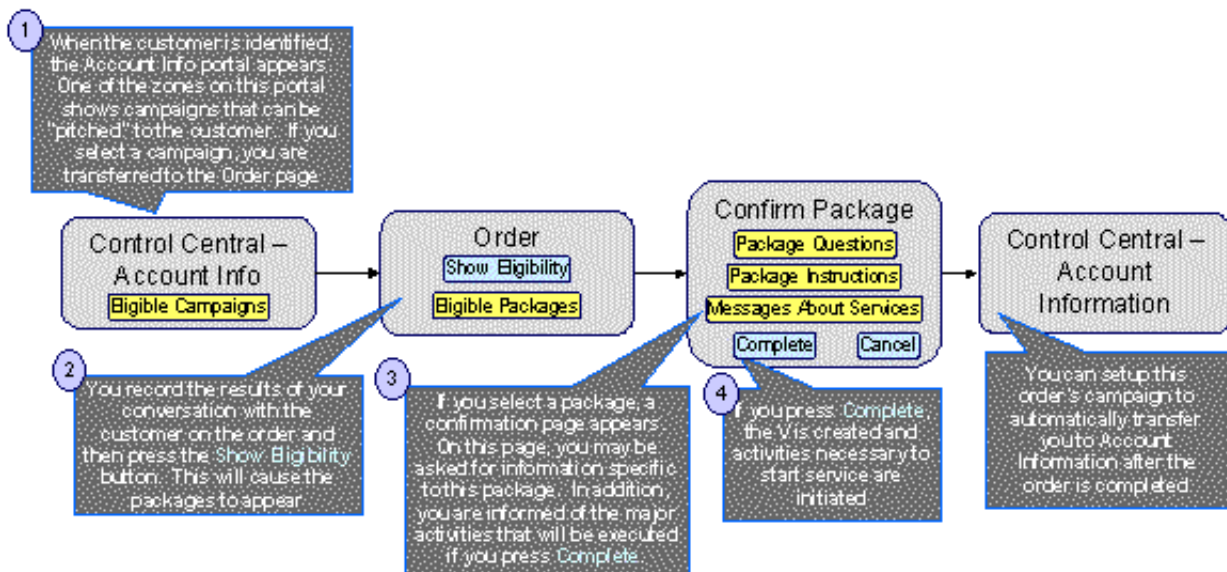 1
When the customer is identified,
the Account Info portal appears
One of the zones on this portal
shows campaigns that can be
"pitched" to the customer. If you
select a campaign, you are
transferred to the Order page
Control Central –
Account Info
Eligible Campaigns
Order
Show Eligibility
Eligible Packages
Confirm Package
Package Questions
Package Instructions
Messages About Services
Complete
Cancel
Control Central –
Account
Information
2
You record the results of your
conversation with the
customer on the order and
then press the Show Eligibility
button. This will cause the
packages to appear
3
If you select a package, a
confirmation page appears.
On this page, you may be
asked for information specific
to this package. In addition,
you are informed of the major
activities that will be executed
if you press Complete.
4
If you press Complete,
the V is created and
activities necessary to
start service are
initiated
You can setup this
order's campaign to
automatically transfer
you to Account
Information after the
order is completed